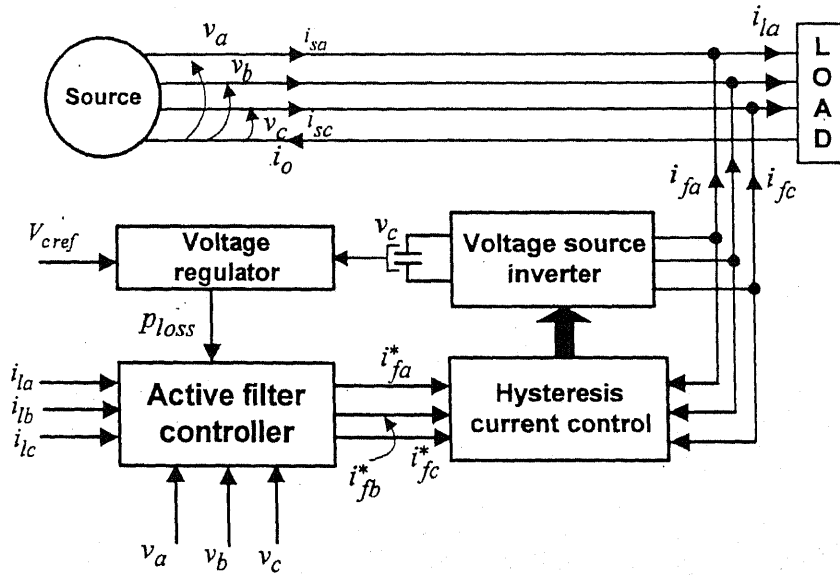 v_a
i_sa
i_la
v_b
Source
v_c
i_sc
i_o
L
O
A
D
i_fa
i_fc
V_cref
Voltage
regulator
v_c
Voltage source
inverter
p_loss
i_la
i_lb
i_lc
Active filter
controller
i*_fa
i*_fb
i*_fc
Hysteresis
current control
v_a
v_b
v_c